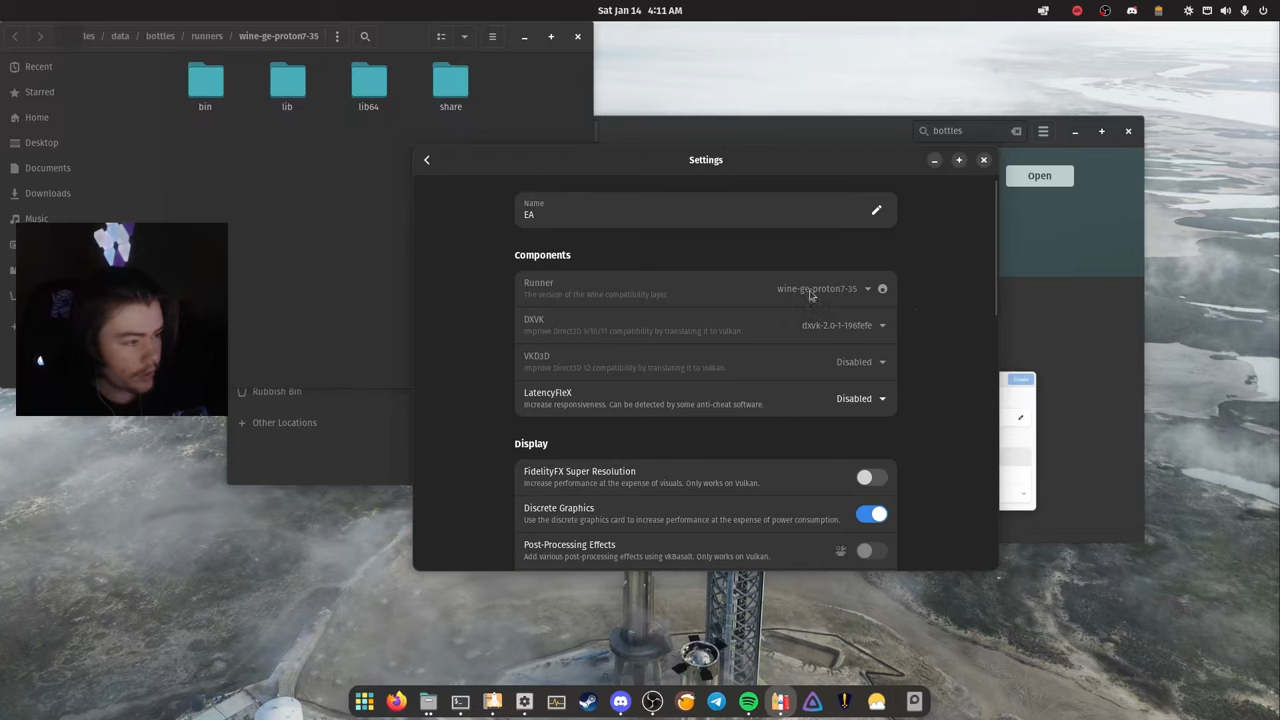 Sat Jan 14 4:11 AM
les data bottles runners wine-ge-proton7-35
Recent
Starred
Home
Desktop
Documents
Downloads
Music
bin
lib
lib64
share
Rubbish Bin
Other Locations
bottles
Open
Create
Settings
Name
EA
Components
Runner
The version of the Wine compatibility layer.
wine-ge-proton7-35
DXVK
Improve Direct3D 9/10/11 compatibility by translating it to Vulkan.
dxvk-2.0-1-196fefe
VKD3D
Improve Direct3D 12 compatibility by translating it to Vulkan.
Disabled
LatencyFleX
Increase responsiveness. Can be detected by some anti-cheat software.
Disabled
Display
FidelityFX Super Resolution
Increase performance at the expense of visuals. Only works on Vulkan.
Discrete Graphics
Use the discrete graphics card to increase performance at the expense of power consumption.
Post-Processing Effects
Add various post-processing effects using vkBasalt. Only works on Vulkan.